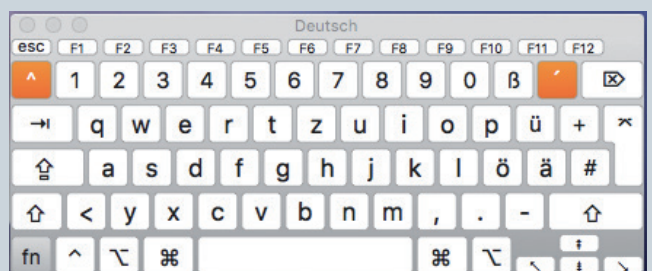 Deutsch
esc F1 F2 F3 F4 F5 F6 F7 F8 F9 F10 F11 F12
^ 1 2 3 4 5 6 7 8 9 0 ß ´ ⌦
⇥ q w e r t z u i o p ü + ⌤
⇪ a s d f g h j k l ö ä #
⇧ < y x c v b n m , . - ⇧
fn ^ ⌥ ⌘ ⌘ ⌥ ↖ ⇞ ⇟ ↘